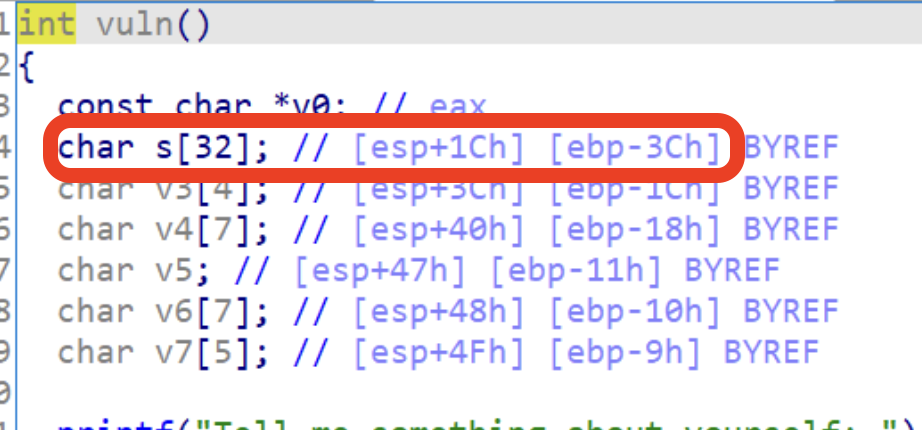 1 int vuln()
2 {
3 const char *v0; // eax
4 char s[32]; // [esp+1Ch] [ebp-3Ch] BYREF
5 char v3[4]; // [esp+3Ch] [ebp-1Ch] BYREF
6 char v4[7]; // [esp+40h] [ebp-18h] BYREF
7 char v5; // [esp+47h] [ebp-11h] BYREF
8 char v6[7]; // [esp+48h] [ebp-10h] BYREF
9 char v7[5]; // [esp+4Fh] [ebp-9h] BYREF
0
1 printf("Tell me something about yourself: ")